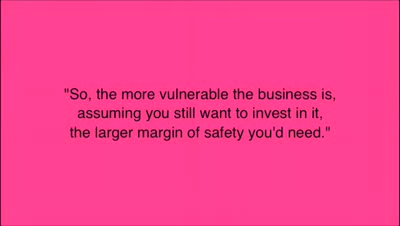 "So, the more vulnerable the business is,
assuming you still want to invest in it,
the larger margin of safety you'd need."